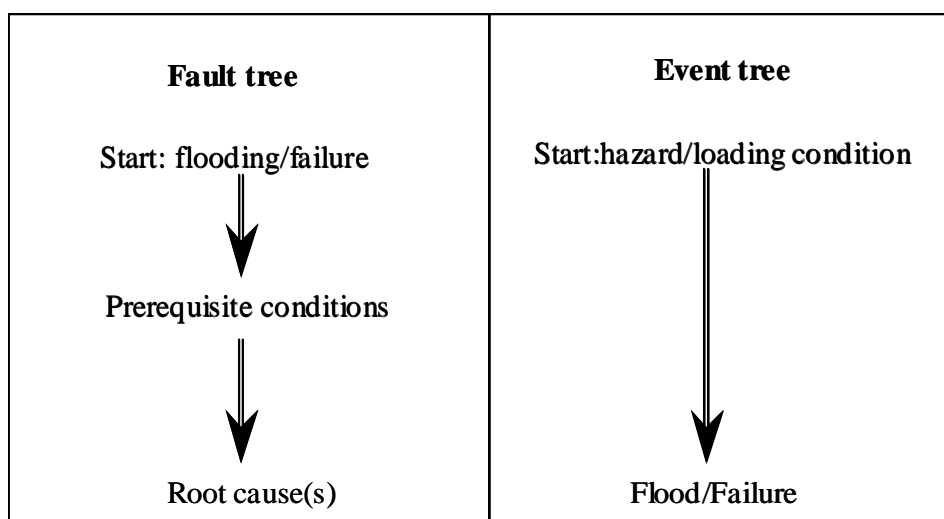 Fault tree
Start: flooding/failure
Prerequisite conditions
Root cause(s)
Event tree
Start:hazard/loading condition
Flood/Failure